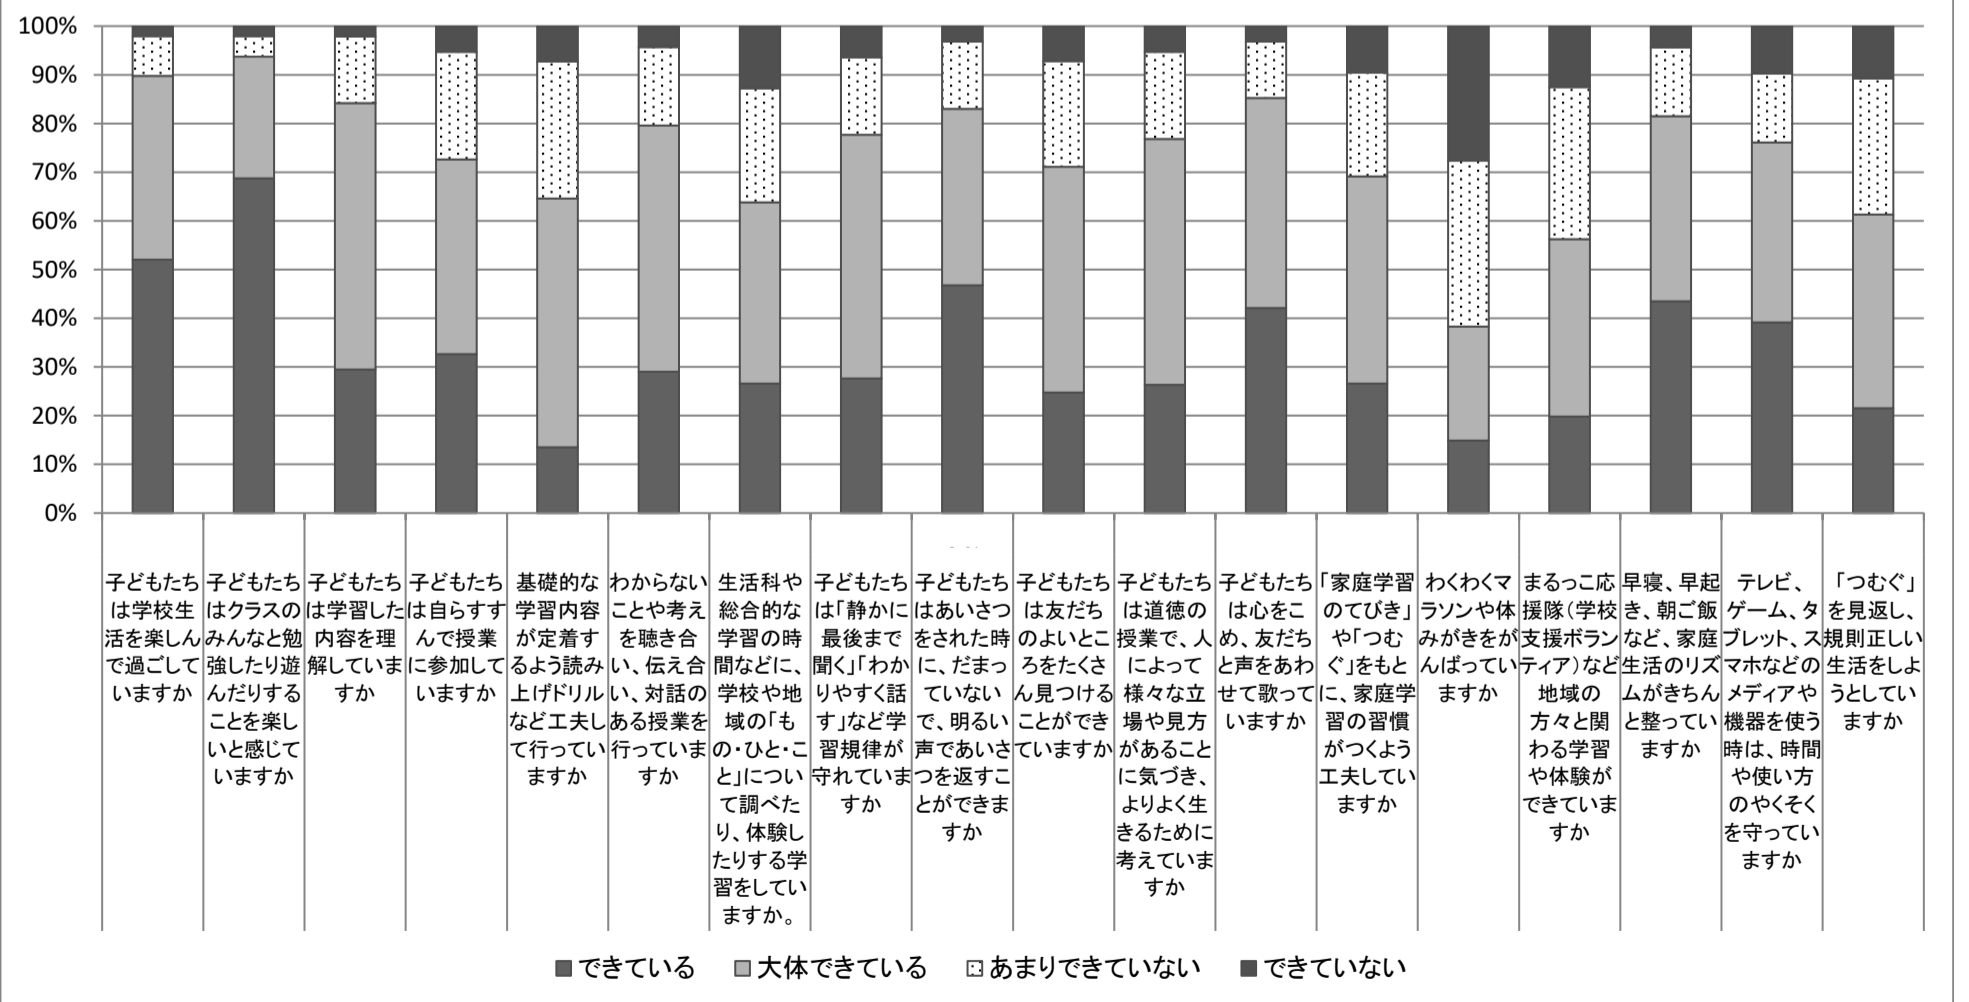 100%
90%
80%
70%
60%
50%
40%
30%
20%
10%
0%
子どもたち
は学校生
活を楽しん
で過ごして
いますか
子どもたち
はクラスの
みんなと勉
強したり遊
んだりする
ことを楽し
いと感じて
いますか
子どもたち
は学習した
内容を理
解していま
すか
子どもたち
は自らすす
んで授業
に参加して
いますか
基礎的な
学習内容
が定着す
るよう読み
上げドリル
など工夫し
て行ってい
ますか
わからない
ことや考え
を聴き合
い、伝え合
い、対話の
ある授業を
行っていま
すか
生活科や
総合的な
学習の時
間などに、
学校や地
域の「も
の・ひと・こ
と」につい
て調べた
り、体験し
たりする学
習をしてい
ますか。
子どもたち
は「静かに
最後まで
聞く」「わか
りやすく話
す」など学
習規律が
守れていま
すか
子どもたち
はあいさつ
をされた時
に、だまっ
ていない
で、明るい
声であいさ
つを返すこ
とができま
すか
子どもたち
は友だち
のよいとこ
ろをたくさ
ん見つける
ことができ
ていますか
子どもたち
は道徳の
授業で、人
によって
様々な立
場や見方
があること
に気づき、
よりよく生
きるために
考えていま
すか
子どもたち
は心をこ
め、友だち
と声をあわ
せて歌って
いますか
「家庭学習
のてびき」
や「つむ
ぐ」をもと
に、家庭学
習の習慣
がつくよう
工夫してい
ますか
わくわくマ
ラソンや体
みがきをが
んばってい
ますか
まるっこ応
援隊（学校
支援ボラン
ティア）など
地域の
方々と関
わる学習
や体験が
できていま
すか
早寝、早起
き、朝ご飯
など、家庭
生活のリズ
ムがきちん
と整ってい
ますか
テレビ、
ゲーム、タ
ブレット、ス
マホなどの
メディアや
機器を使う
時は、時間
や使い方
のやくそく
を守ってい
ますか
「つむぐ」
を見返し、
規則正しい
生活をしよ
うとしてい
ますか
できている
大体できている
あまりできていない
できていない